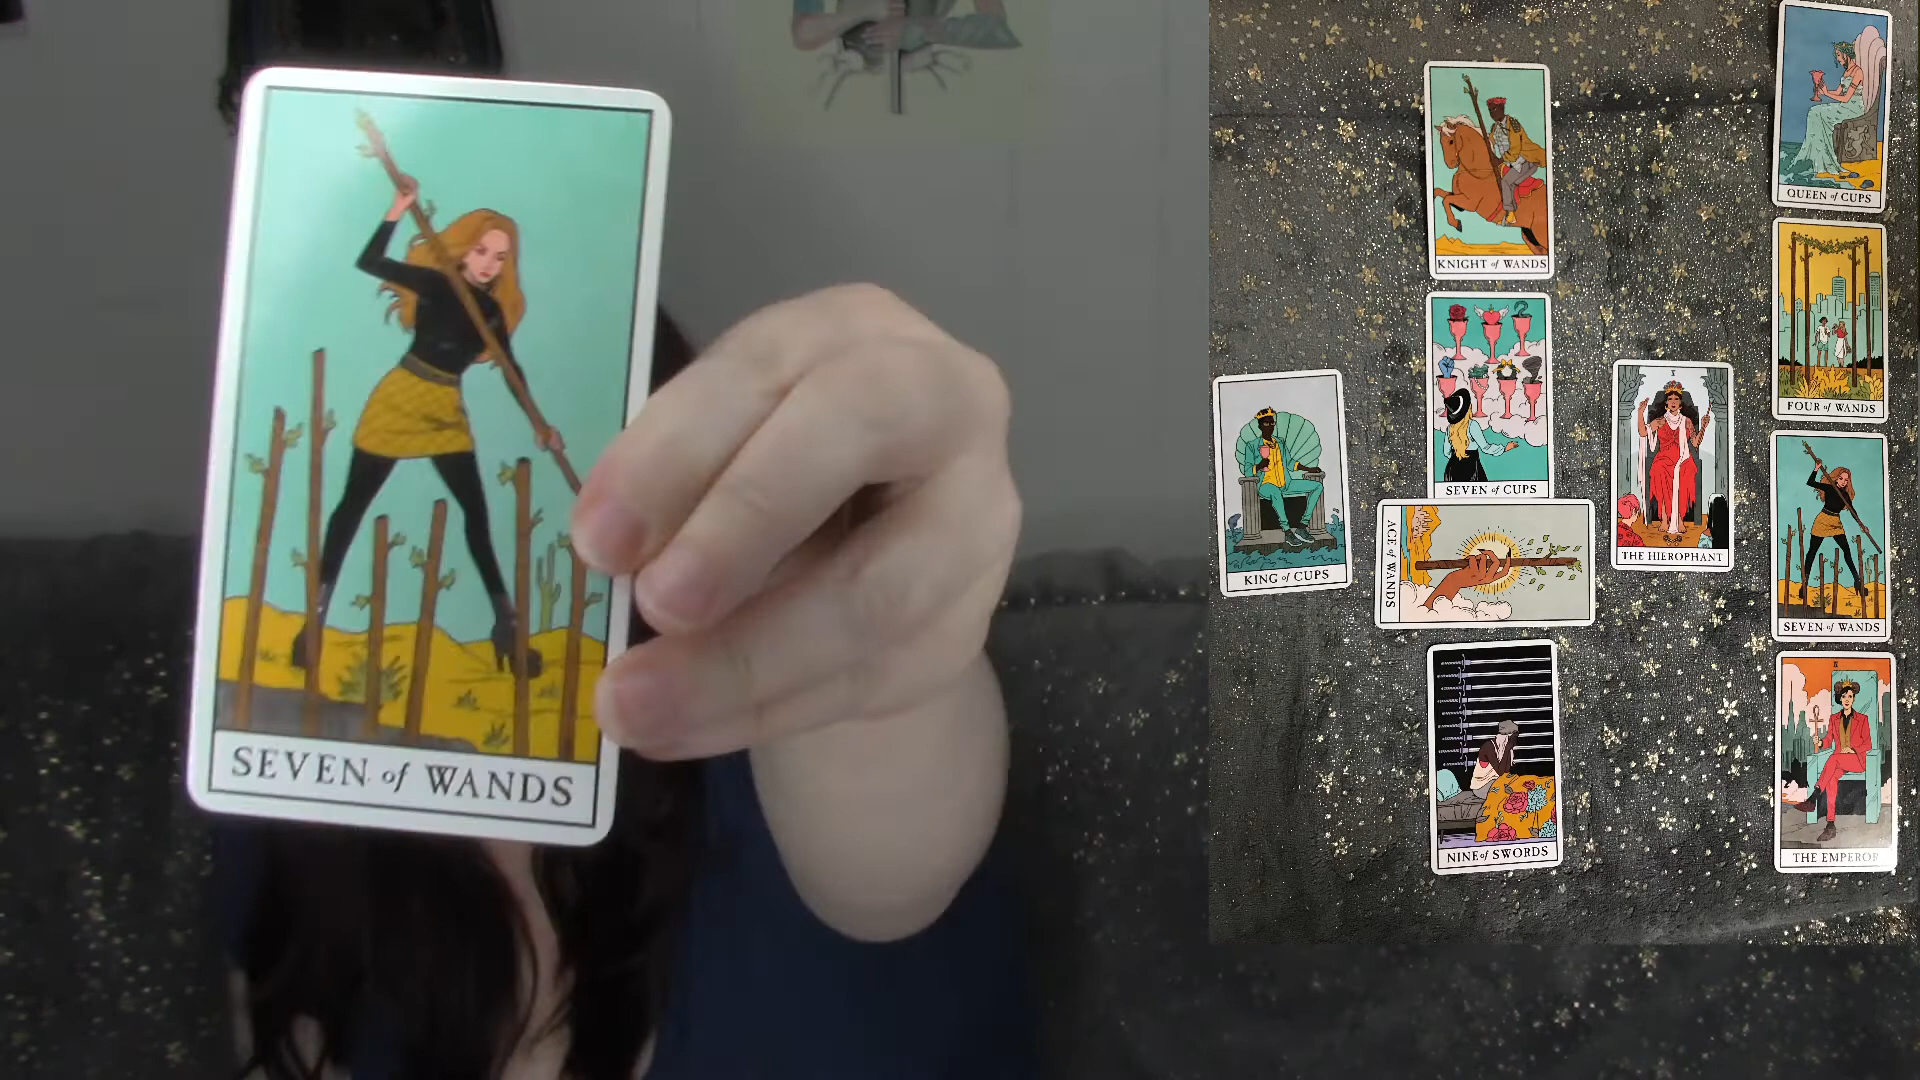 SEVEN of WANDS
KNIGHT of WANDS
SEVEN of CUPS
KING of CUPS
ACE of WANDS
X
THE HIEROPHANT
NINE of SWORDS
QUEEN of CUPS
FOUR of WANDS
SEVEN of WANDS
THE EMPEROR